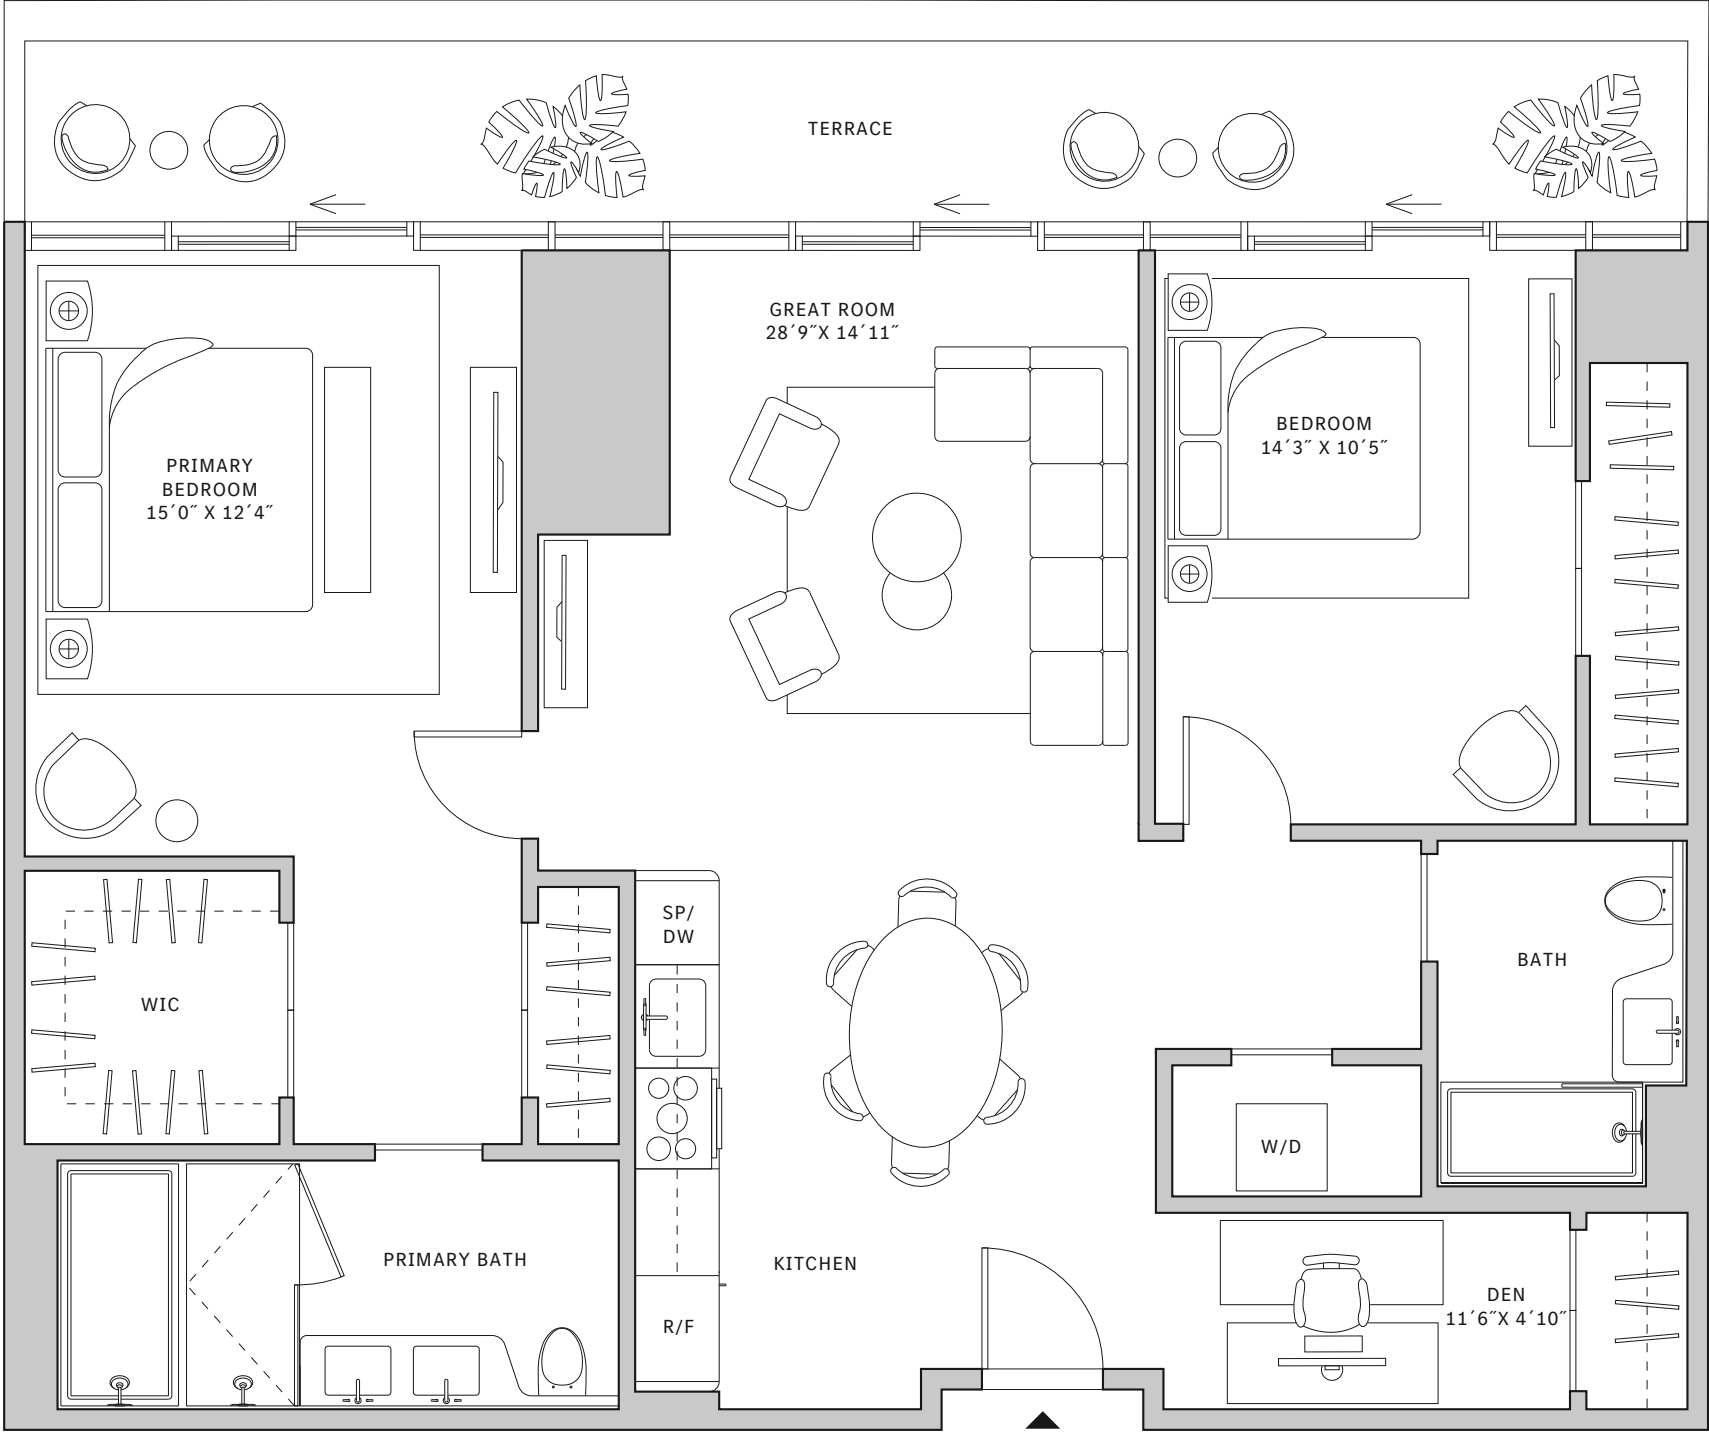 TERRACE
GREAT ROOM
28´9˝X 14´11˝
PRIMARY
BEDROOM
15´0˝ X 12´4˝
BEDROOM
14´3˝ X 10´5˝
SP/
DW
BATH
WIC
W/D
PRIMARY BATH
KITCHEN
R/F
DEN
11´6˝X 4´10˝